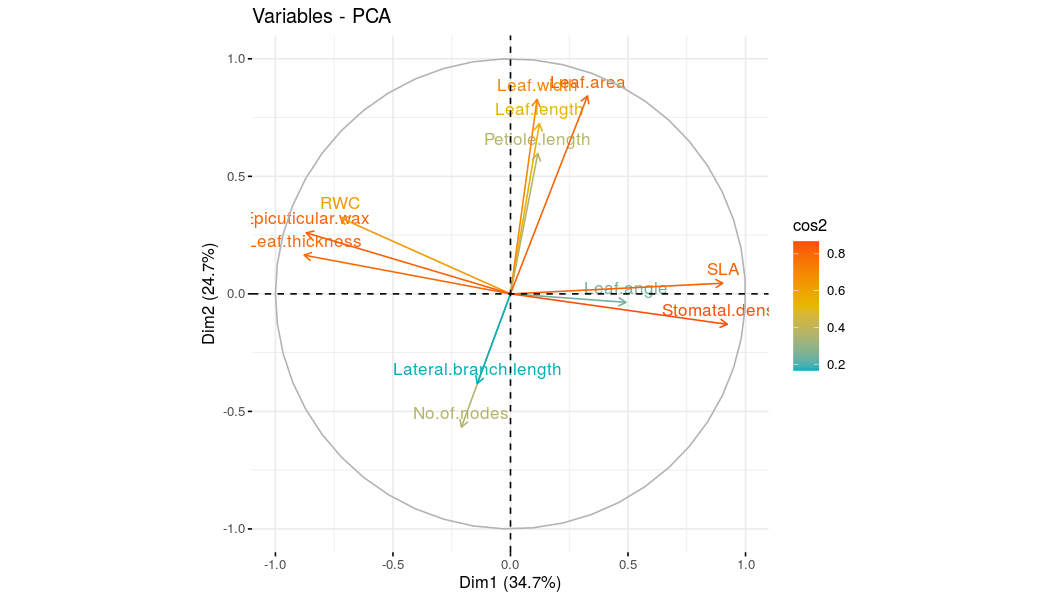 Variables - PCA
1.0
0.5
0.0
-0.5
-1.0
Dim2 (24.7%)
Leaf.width
Leaf.area
Leaf.length
Petiole.length
RWC
Epicuticular.wax
Leaf.thickness
SLA
Leaf.angle
Stomatal.dens
Lateral.branch.length
No.of.nodes
-1.0
-0.5
0.0
0.5
1.0
Dim1 (34.7%)
cos2
0.8
0.6
0.4
0.2